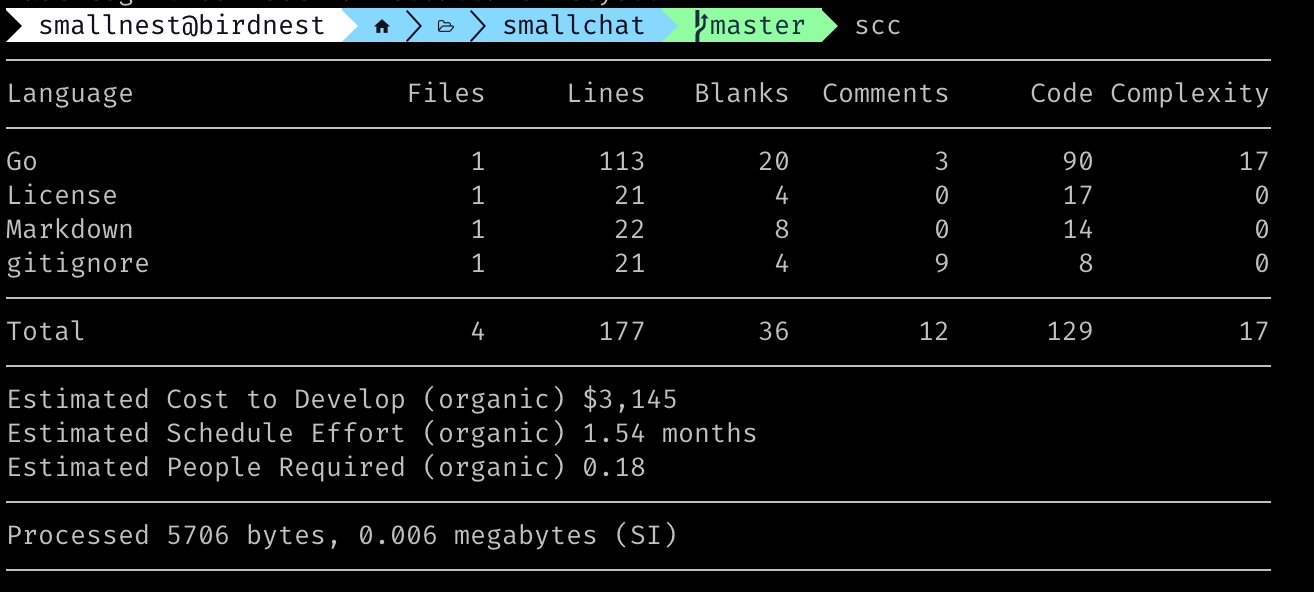 smallnest@birdnest smallchat master scc
Language Files Lines Blanks Comments Code Complexity
Go 1 113 20 3 90 17
License 1 21 4 0 17 0
Markdown 1 22 8 0 14 0
gitignore 1 21 4 9 8 0
Total 4 177 36 12 129 17
Estimated Cost to Develop (organic) $3,145
Estimated Schedule Effort (organic) 1.54 months
Estimated People Required (organic) 0.18
Processed 5706 bytes, 0.006 megabytes (SI)